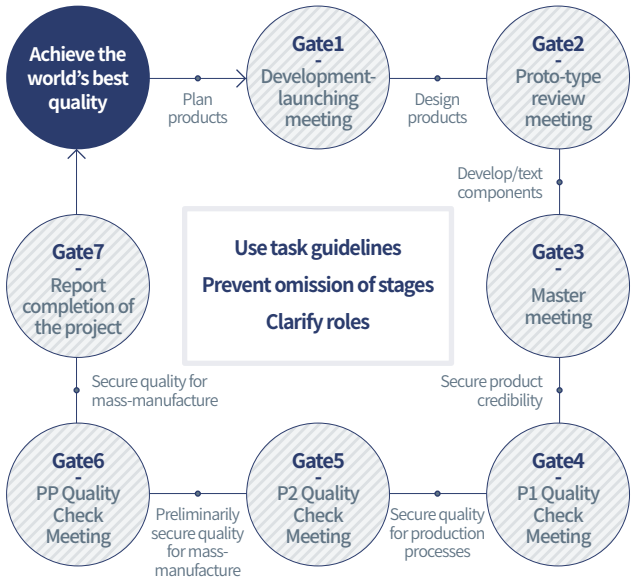 Achieve the
world's best
quality
Plan
products
Gate1
-
Development-
launching
meeting
Design
products
Gate2
-
Proto-type
review
meeting
Develop/text
components
Gate3
-
Master
meeting
Secure product
credibility
Gate4
-
P1 Quality
Check
Meeting
Secure quality
for production
processes
Gate5
-
P2 Quality
Check
Meeting
Preliminarily
secure quality
for mass-
manufacture
Gate6
-
PP Quality
Check
Meeting
Secure quality for
mass-manufacture
Gate7
-
Report
completion of
the project
Use task guidelines
Prevent omission of stages
Clarify roles